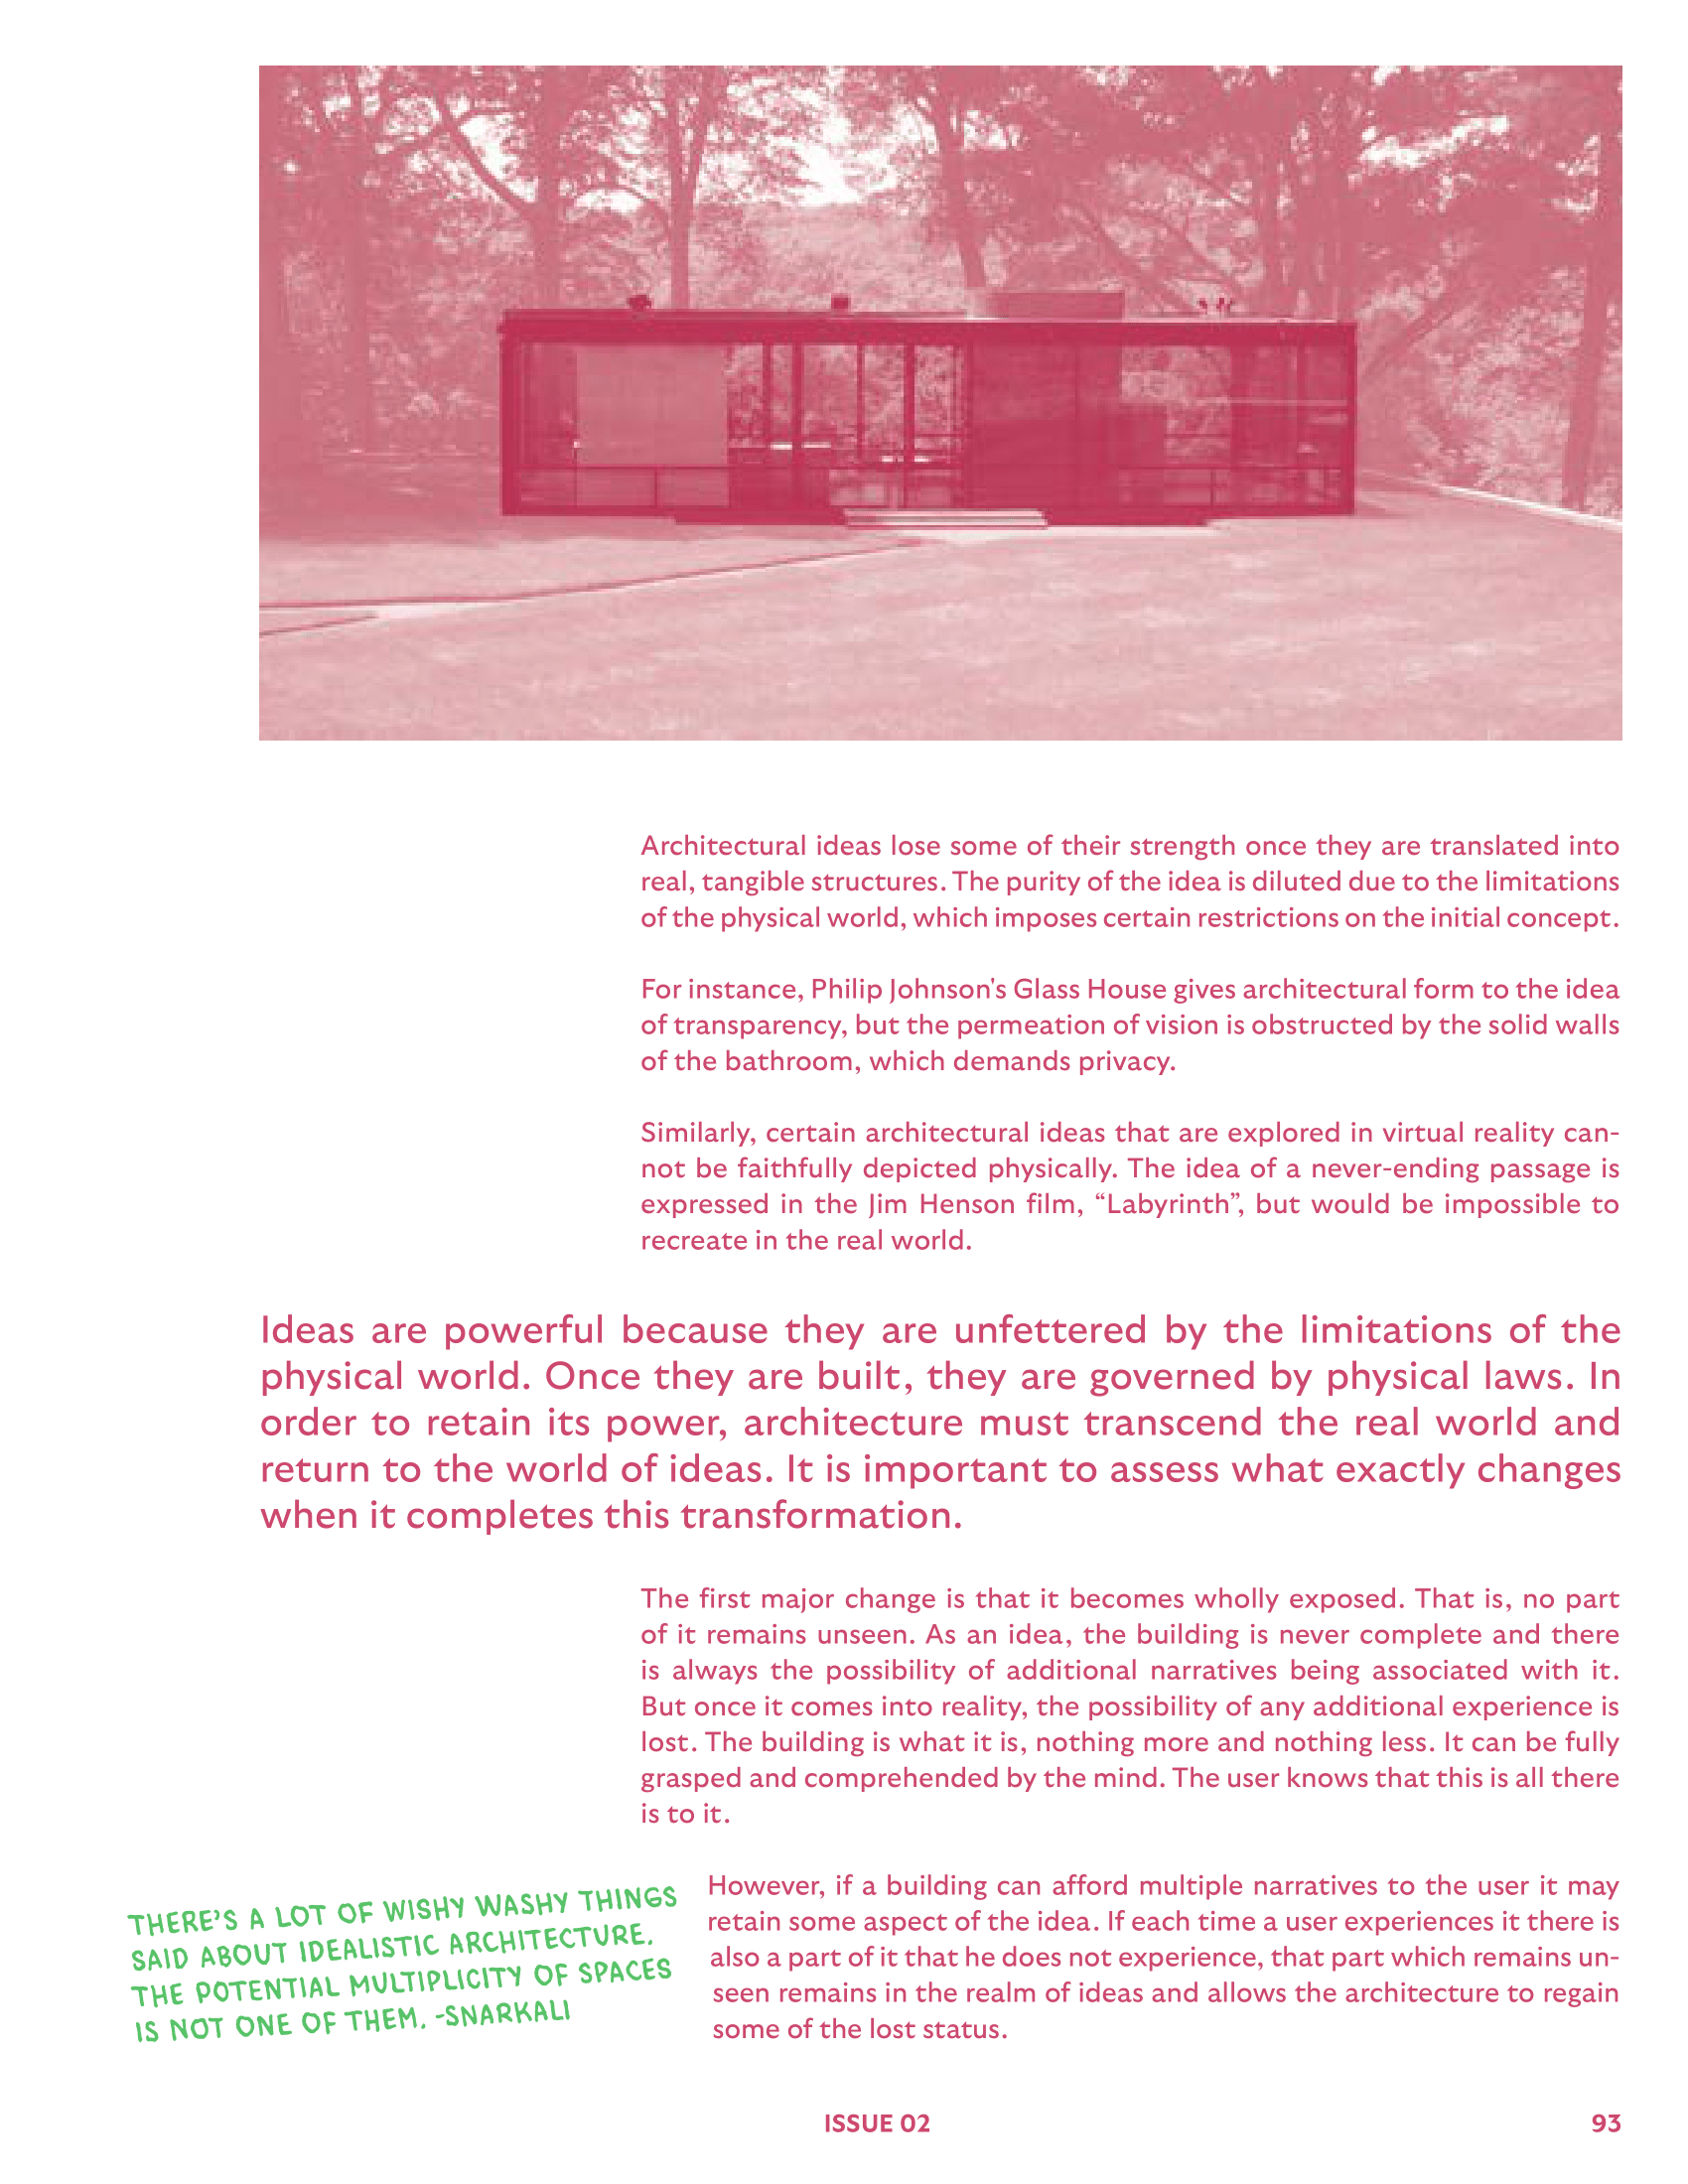 Architectural ideas lose some of their strength once they are translated into
real, tangible structures. The purity of the idea is diluted due to the limitations
of the physical world, which imposes certain restrictions on the initial concept.
For instance, Philip Johnson's Glass House gives architectural form to the idea
of transparency, but the permeation of vision is obstructed by the solid walls
of the bathroom, which demands privacy.
Similarly, certain architectural ideas that are explored in virtual reality can-
not be faithfully depicted physically. The idea of a never-ending passage is
expressed in the Jim Henson film, “Labyrinth”, but would be impossible to
recreate in the real world.
Ideas are powerful because they are unfettered by the limitations of the
physical world. Once they are built, they are governed by physical laws. In
order to retain its power, architecture must transcend the real world and
return to the world of ideas. It is important to assess what exactly changes
when it completes this transformation.
The first major change is that it becomes wholly exposed. That is, no part
of it remains unseen. As an idea, the building is never complete and there
is always the possibility of additional narratives being associated with it.
But once it comes into reality, the possibility of any additional experience is
lost. The building is what it is, nothing more and nothing less. It can be fully
grasped and comprehended by the mind. The user knows that this is all there
is to it.
However, if a building can afford multiple narratives to the user it may
retain some aspect of the idea. If each time a user experiences it there is
also a part of it that he does not experience, that part which remains un-
seen remains in the realm of ideas and allows the architecture to regain
some of the lost status.
THERE'S A LOT OF WISHY WASHY THINGS
SAID ABOUT IDEALISTIC ARCHITECTURE.
THE POTENTIAL MULTIPLICITY OF SPACES
IS NOT ONE OF THEM. -SNARKALI
ISSUE 02
93